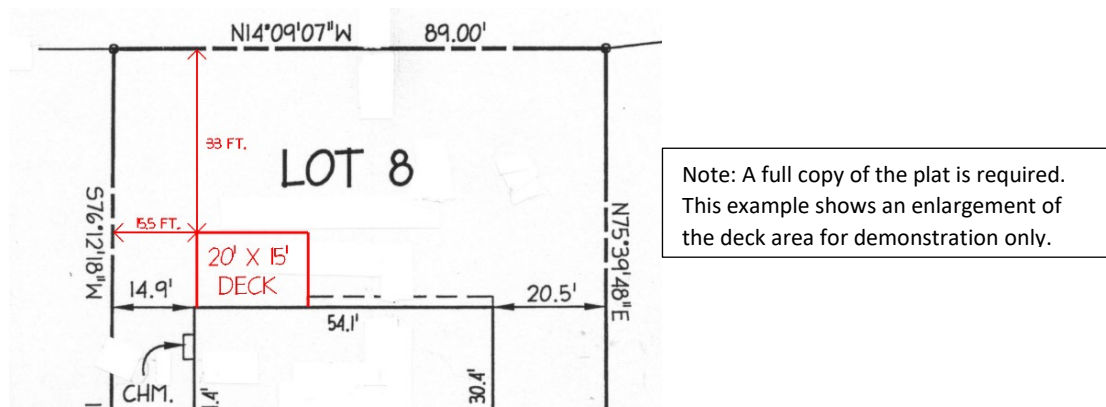 N14°09'07"W 89.00'
33 FT.
LOT 8
S76°12'18"W
15.5 FT.
20' X 15'
DECK
N75°39'48"E
14.9'
20.5'
54.1'
30.4'
CHM.
Note: A full copy of the plat is required.
This example shows an enlargement of
the deck area for demonstration only.